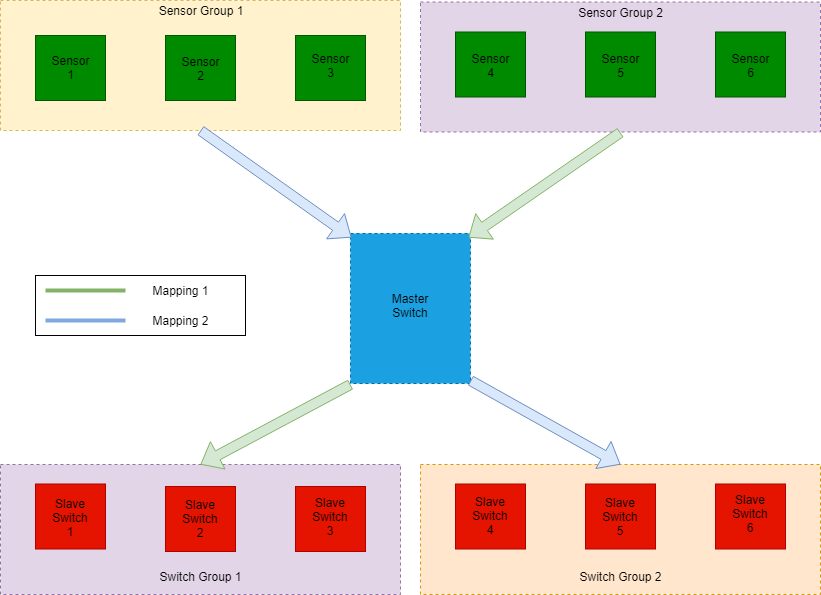 Sensor Group 1
Sensor
1
Sensor
2
Sensor
3
Sensor Group 2
Sensor
4
Sensor
5
Sensor
6
Master
Switch
Mapping 1
Mapping 2
Slave
Switch
1
Slave
Switch
2
Slave
Switch
3
Switch Group 1
Slave
Switch
4
Slave
Switch
5
Slave
Switch
6
Switch Group 2